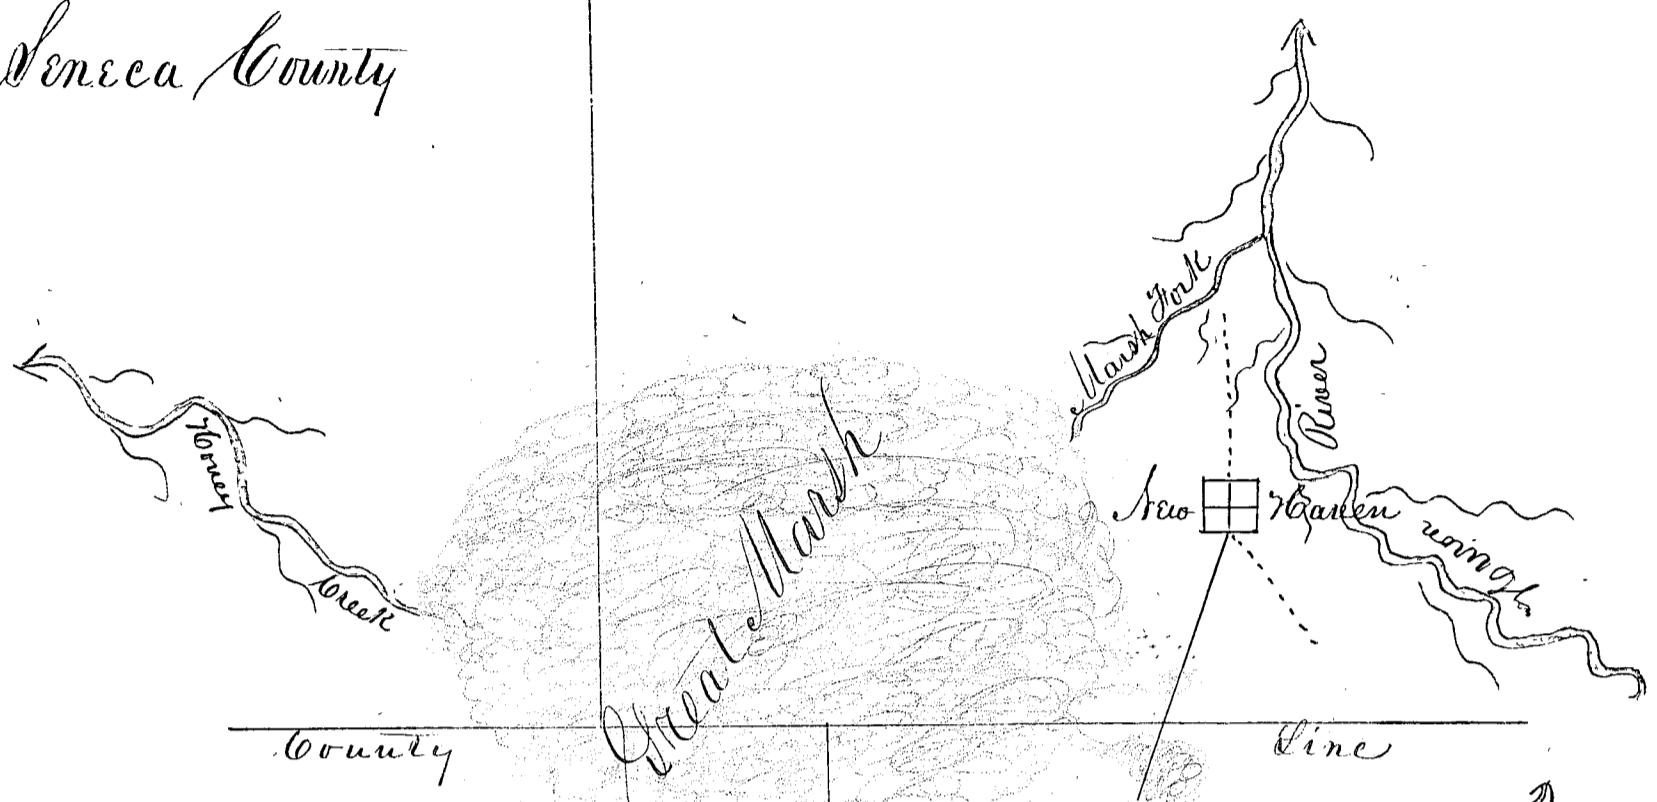 Seneca County
Marsh Fork
River
Honey
Creek
Great Marsh
New Haven
Huron
County Line